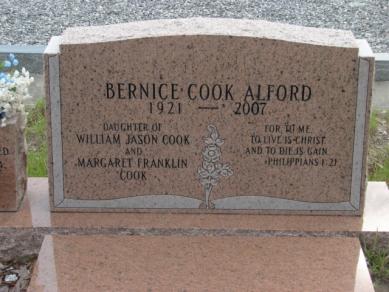 BERNICE COOK ALFORD
1921 — 2007
DAUGHTER OF
WILLIAM JASON COOK
AND
MARGARET FRANKLIN
COOK
FOR TO ME
TO LIVE IS CHRIST
AND TO DIE IS GAIN
PHILIPPIANS 1:21